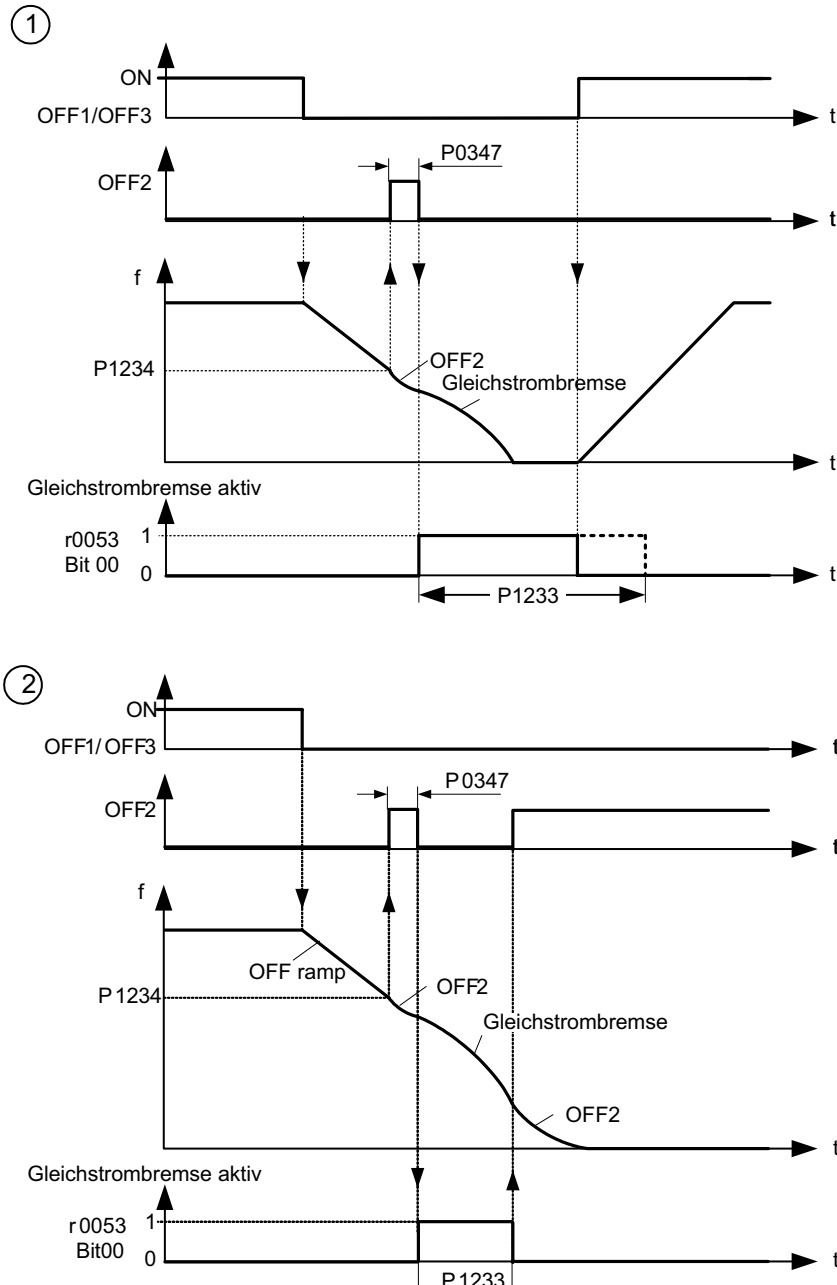 1
ON
OFF1/OFF3
t
P0347
OFF2
t
f
P1234
OFF2
Gleichstrombremse
t
Gleichstrombremse aktiv
r0053 1
Bit 00 0
t
P1233
2
ON
OFF1/OFF3
t
P0347
OFF2
t
f
OFF ramp
P1234
OFF2
Gleichstrombremse
OFF2
t
Gleichstrombremse aktiv
r0053 1
Bit00 0
t
P1233